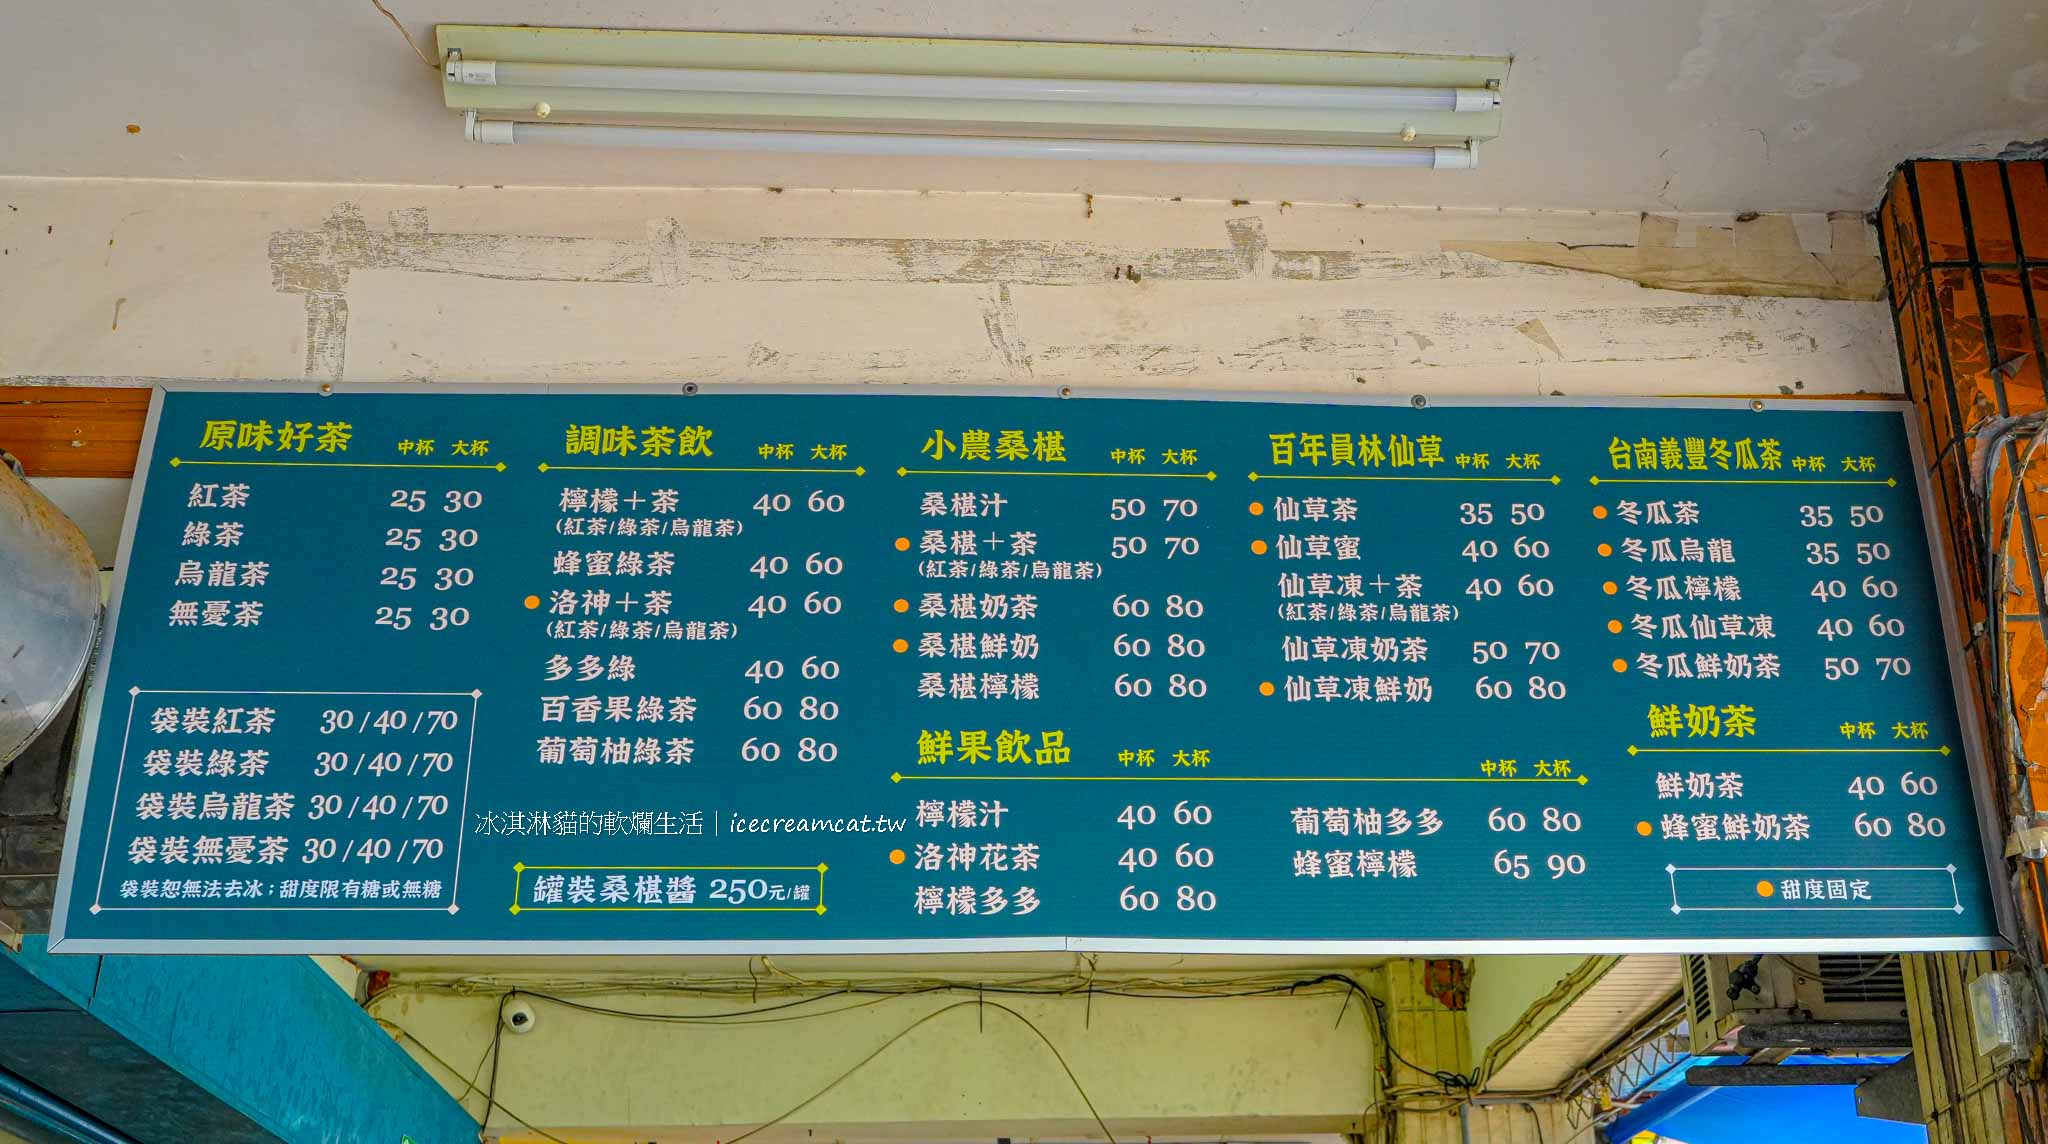 原味好茶 中杯 大杯
紅茶 25 30
綠茶 25 30
烏龍茶 25 30
無憂茶 25 30
袋裝紅茶 30/40/70
袋裝綠茶 30/40/70
袋裝烏龍茶 30/40/70
袋裝無憂茶 30/40/70
袋裝恕無法去冰；甜度限有糖或無糖
調味茶飲 中杯 大杯
檸檬＋茶 40 60
(紅茶/綠茶/烏龍茶)
蜂蜜綠茶 40 60
洛神＋茶 40 60
(紅茶/綠茶/烏龍茶)
多多綠 40 60
百香果綠茶 60 80
葡萄柚綠茶 60 80
冰淇淋貓的軟爛生活｜icecreamcat.tw
罐裝桑椹醬 250元/罐
小農桑椹 中杯 大杯
桑椹汁 50 70
桑椹＋茶 50 70
(紅茶/綠茶/烏龍茶)
桑椹奶茶 60 80
桑椹鮮奶 60 80
桑椹檸檬 60 80
百年員林仙草 中杯 大杯
仙草茶 35 50
仙草蜜 40 60
仙草凍＋茶 40 60
(紅茶/綠茶/烏龍茶)
仙草凍奶茶 50 70
仙草凍鮮奶 60 80
鮮果飲品 中杯 大杯 中杯 大杯
檸檬汁 40 60
洛神花茶 40 60
檸檬多多 60 80
葡萄柚多多 60 80
蜂蜜檸檬 65 90
台南義豐冬瓜茶 中杯 大杯
冬瓜茶 35 50
冬瓜烏龍 35 50
冬瓜檸檬 40 60
冬瓜仙草凍 40 60
冬瓜鮮奶茶 50 70
鮮奶茶 中杯 大杯
鮮奶茶 40 60
蜂蜜鮮奶茶 60 80
甜度固定